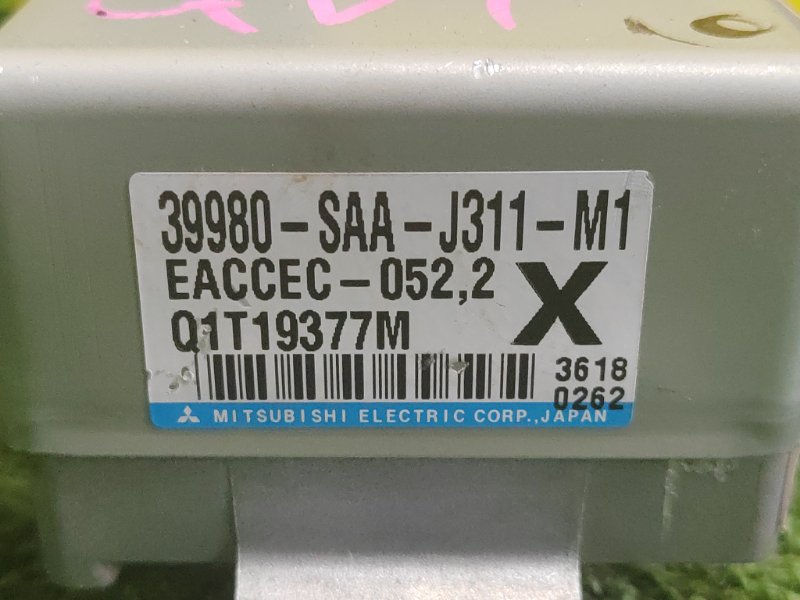 39980-SAA-J311-M1
EACCEC-052,2 X
Q1T19377M
3618
0262
MITSUBISHI ELECTRIC CORP.,JAPAN